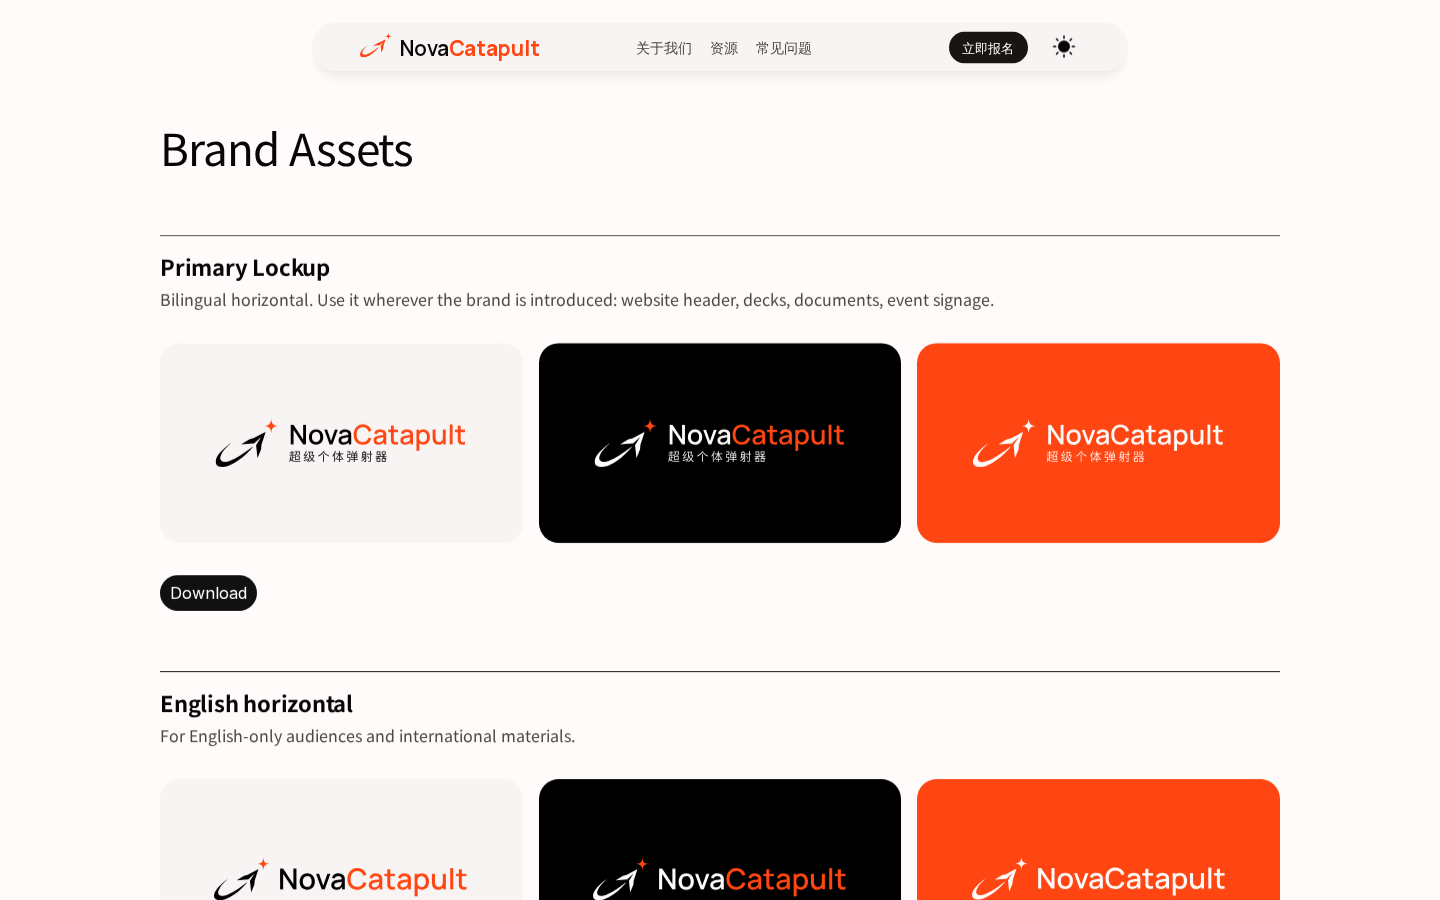 NovaCatapult
关于我们 资源 常见问题
立即报名
Brand Assets
Primary Lockup
Bilingual horizontal. Use it wherever the brand is introduced: website header, decks, documents, event signage.
NovaCatapult
超级个体弹射器
NovaCatapult
超级个体弹射器
NovaCatapult
超级个体弹射器
Download
English horizontal
For English-only audiences and international materials.
NovaCatapult
NovaCatapult
NovaCatapult